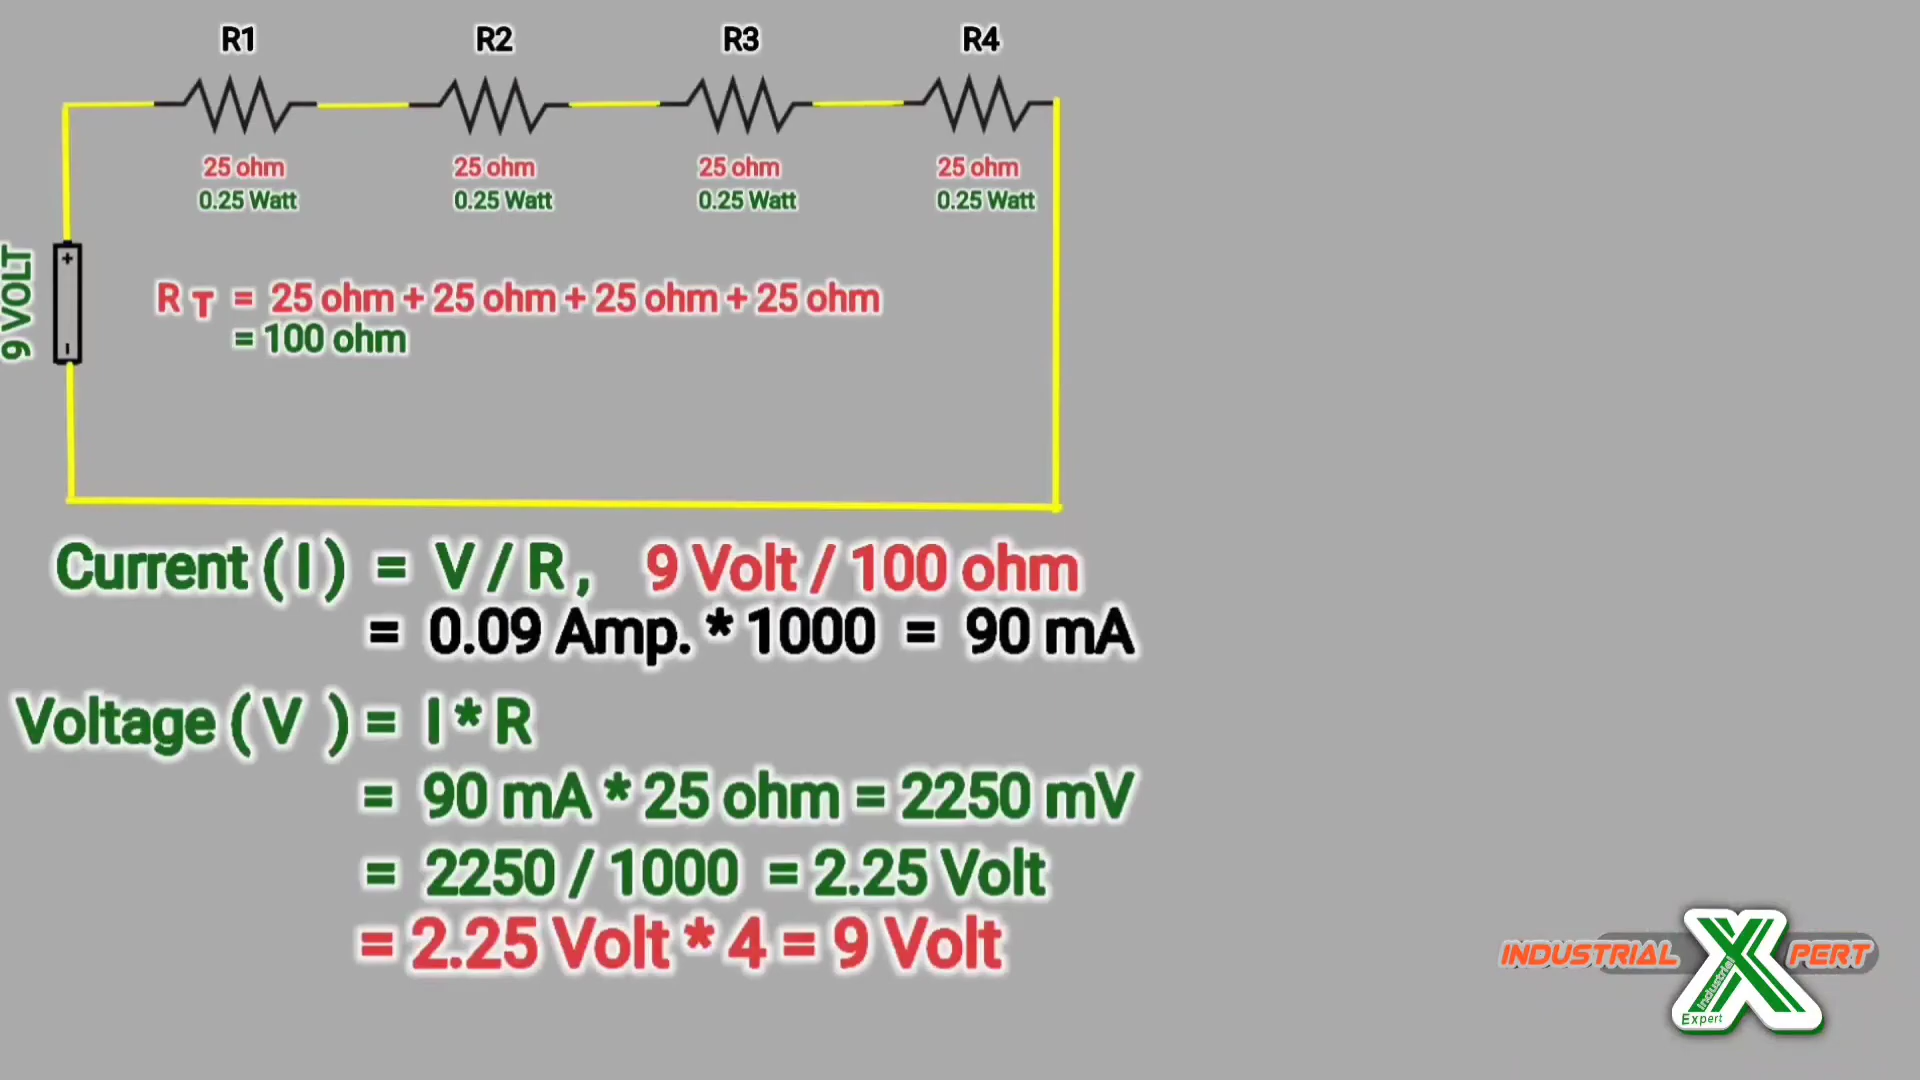 R1 R2 R3 R4
25 ohm 25 ohm 25 ohm 25 ohm
0.25 Watt 0.25 Watt 0.25 Watt 0.25 Watt
9 VOLT
+
-
R T = 25 ohm + 25 ohm + 25 ohm + 25 ohm
= 100 ohm
Current ( I ) = V / R , 9 Volt / 100 ohm
= 0.09 Amp. * 1000 = 90 mA
Voltage ( V ) = I * R
= 90 mA * 25 ohm = 2250 mV
= 2250 / 1000 = 2.25 Volt
= 2.25 Volt * 4 = 9 Volt
INDUSTRIAL X PERT
Industrial
Expert